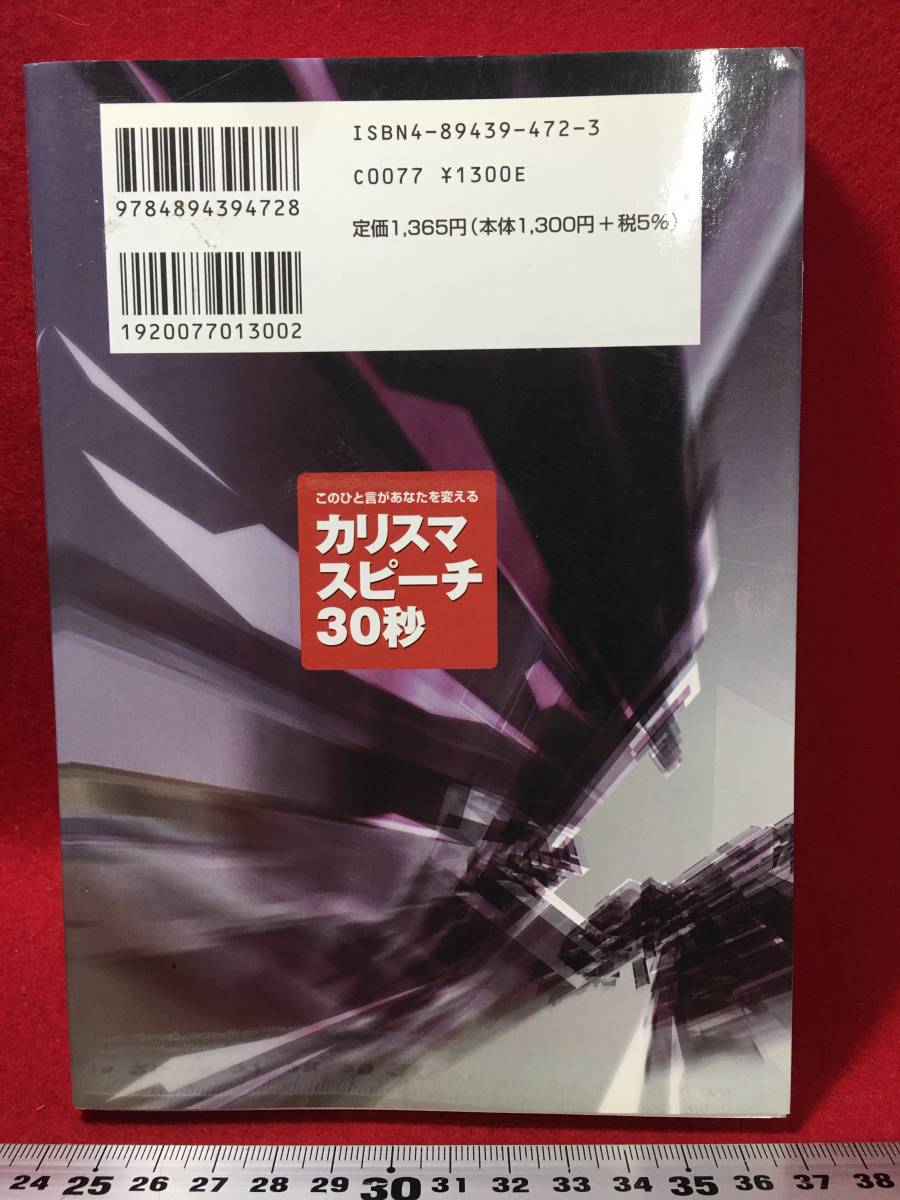 ISBN4-89439-472-3
C0077 ¥1300E
定価1,365円(本体1,300円+税5%)
9784894394728
1920077013002
このひと言があなたを変える
カリスマ
スピーチ
30秒
24 25 26 27 28 29 30 31 32 33 34 35 36 37 38